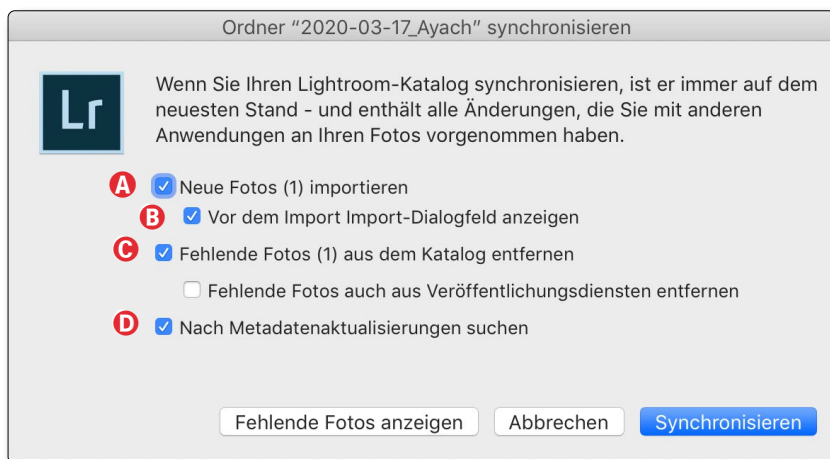 Ordner “2020-03-17_Ayach” synchronisieren
Lr
Wenn Sie Ihren Lightroom-Katalog synchronisieren, ist er immer auf dem
neuesten Stand - und enthält alle Änderungen, die Sie mit anderen
Anwendungen an Ihren Fotos vorgenommen haben.
A Neue Fotos (1) importieren
B Vor dem Import Import-Dialogfeld anzeigen
C Fehlende Fotos (1) aus dem Katalog entfernen
Fehlende Fotos auch aus Veröffentlichungsdiensten entfernen
D Nach Metadatenaktualisierungen suchen
Fehlende Fotos anzeigen Abbrechen Synchronisieren